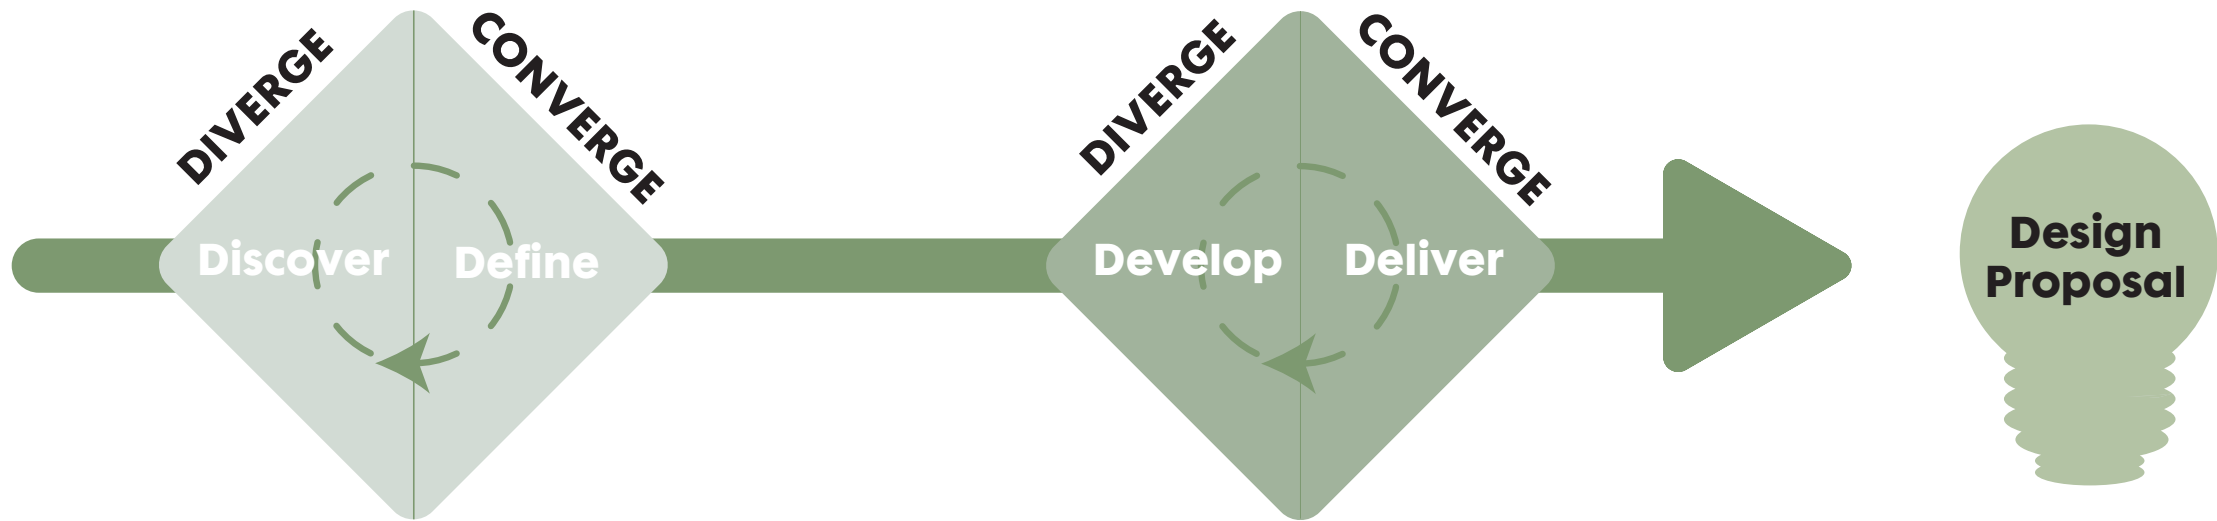 DIVERGE
CONVERGE
Discover
Define
DIVERGE
CONVERGE
Develop
Deliver
Design
Proposal